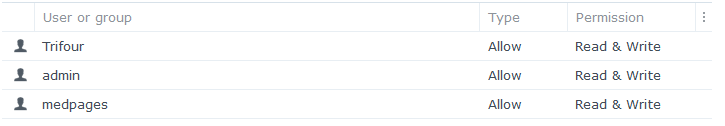 User or group Type Permission
Trifour Allow Read & Write
admin Allow Read & Write
medpages Allow Read & Write